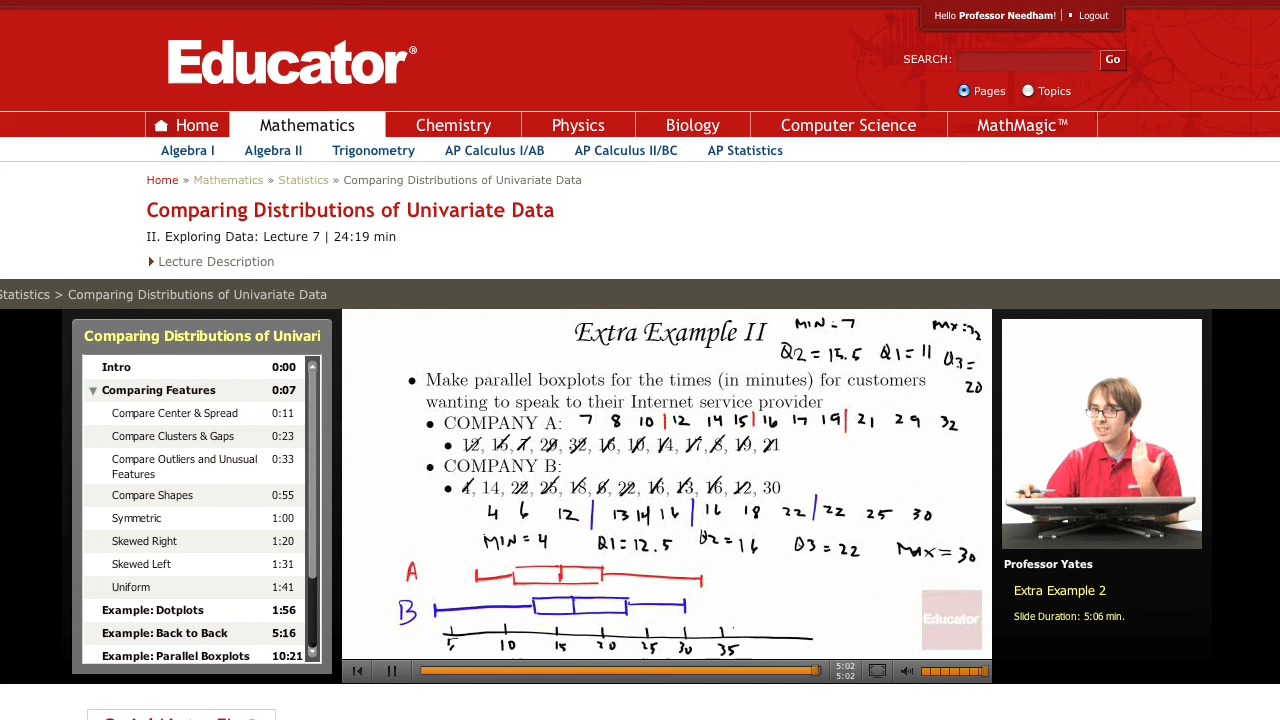 Hello Professor Needham! Logout
Educator®
SEARCH: Go
Pages Topics
Home Mathematics Chemistry Physics Biology Computer Science MathMagic™
Algebra I Algebra II Trigonometry AP Calculus I/AB AP Calculus II/BC AP Statistics
Home » Mathematics » Statistics » Comparing Distributions of Univariate Data
Comparing Distributions of Univariate Data
II. Exploring Data: Lecture 7 | 24:19 min
Lecture Description
Statistics > Comparing Distributions of Univariate Data
Comparing Distributions of Univari
Intro 0:00
Comparing Features 0:07
Compare Center & Spread 0:11
Compare Clusters & Gaps 0:23
Compare Outliers and Unusual Features 0:33
Compare Shapes 0:55
Symmetric 1:00
Skewed Right 1:20
Skewed Left 1:31
Uniform 1:41
Example: Dotplots 1:56
Example: Back to Back 5:16
Example: Parallel Boxplots 10:21
Extra Example II
MIN = 7 MAX = 32
Q2 = 15.5 Q1 = 11 Q3 = 20
• Make parallel boxplots for the times (in minutes) for customers
wanting to speak to their Internet service provider
• COMPANY A: 7 8 10 | 12 14 15 | 16 17 19 | 21 29 32
• 12, 16, 7, 29, 32, 16, 10, 14, 17, 8, 19, 21
• COMPANY B:
• 4, 14, 22, 25, 18, 6, 22, 16, 13, 16, 12, 30
4 6 12 | 13 14 16 | 16 18 22 | 22 25 30
MIN = 4 Q1 = 12.5 Q2 = 16 Q3 = 22 MAX = 30
A
B
5 10 15 20 25 30 35
Educator
5:02
5:02
Professor Yates
Extra Example 2
Slide Duration: 5:06 min.